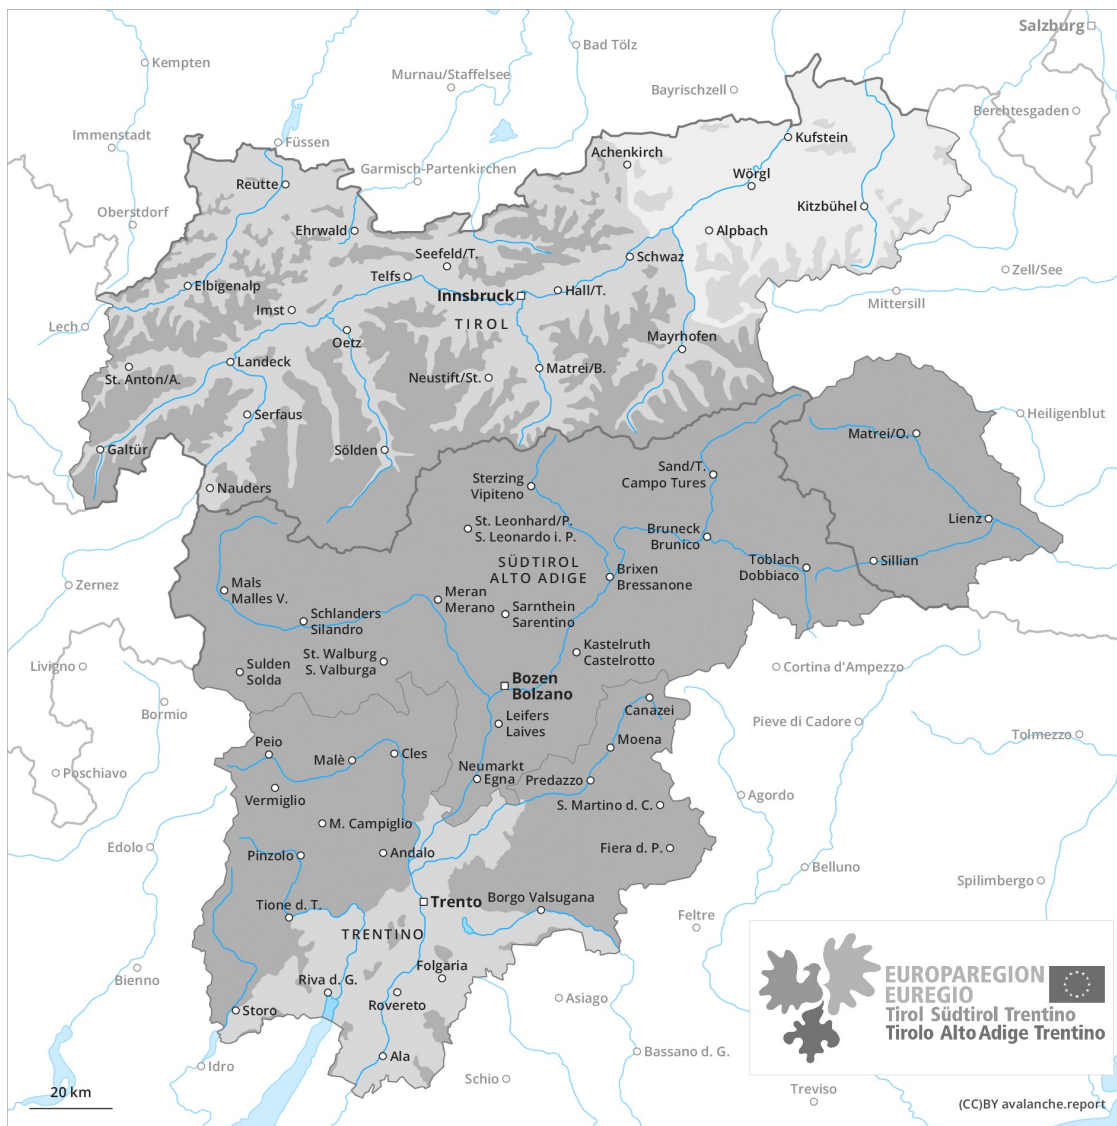 Salzburg
Bad Tölz
Kempten
Murnau/Staffelsee
Bayrischzell
Berchtesgaden
Immenstadt
Füssen
Kufstein
Achenkirch
Garmisch-Partenkirchen
Wörgl
Reutte
Kitzbühel
Oberstdorf
Ehrwald
Alpbach
Seefeld/T.
Schwaz
Zell/See
Telfs
Elbigenalp
Hall/T.
Innsbruck
Mittersill
Imst
TIROL
Lech
Oetz
Mayrhofen
Landeck
Matrei/B.
St. Anton/A.
Neustift/St.
Serfaus
Heiligenblut
Matrei/O.
Galtür
Sölden
Sand/T.
Campo Tures
Sterzing
Vipiteno
Nauders
Lienz
St. Leonhard/P.
S. Leonardo i. P.
Bruneck
Brunico
SÜDTIROL
ALTO ADIGE
Toblach
Dobbiaco
Sillian
Brixen
Bressanone
Zernez
Mals
Malles V.
Meran
Merano
Schlanders
Silandro
Sarnthein
Sarentino
Kastelruth
Castelrotto
St. Walburg
S. Valburga
Livigno
Sulden
Solda
Cortina d'Ampezzo
Bozen
Bolzano
Bormio
Canazei
Leifers
Laives
Pieve di Cadore
Tolmezzo
Moena
Peio
Cles
Malè
Neumarkt
Egna
Predazzo
Poschiavo
Vermiglio
Agordo
S. Martino d. C.
M. Campiglio
Edolo
Fiera d. P.
Pinzolo
Andalo
Belluno
Spilimbergo
Borgo Valsugana
Trento
Tione d. T.
Feltre
TRENTINO
Folgaria
Bienno
Riva d. G.
Rovereto
Asiago
Storo
EUROPAREGION
EUREGIO
Tirol Südtirol Trentino
Tirolo Alto Adige Trentino
Ala
Bassano d. G.
Idro
Schio
Treviso
20 km
(CC)BY avalanche.report